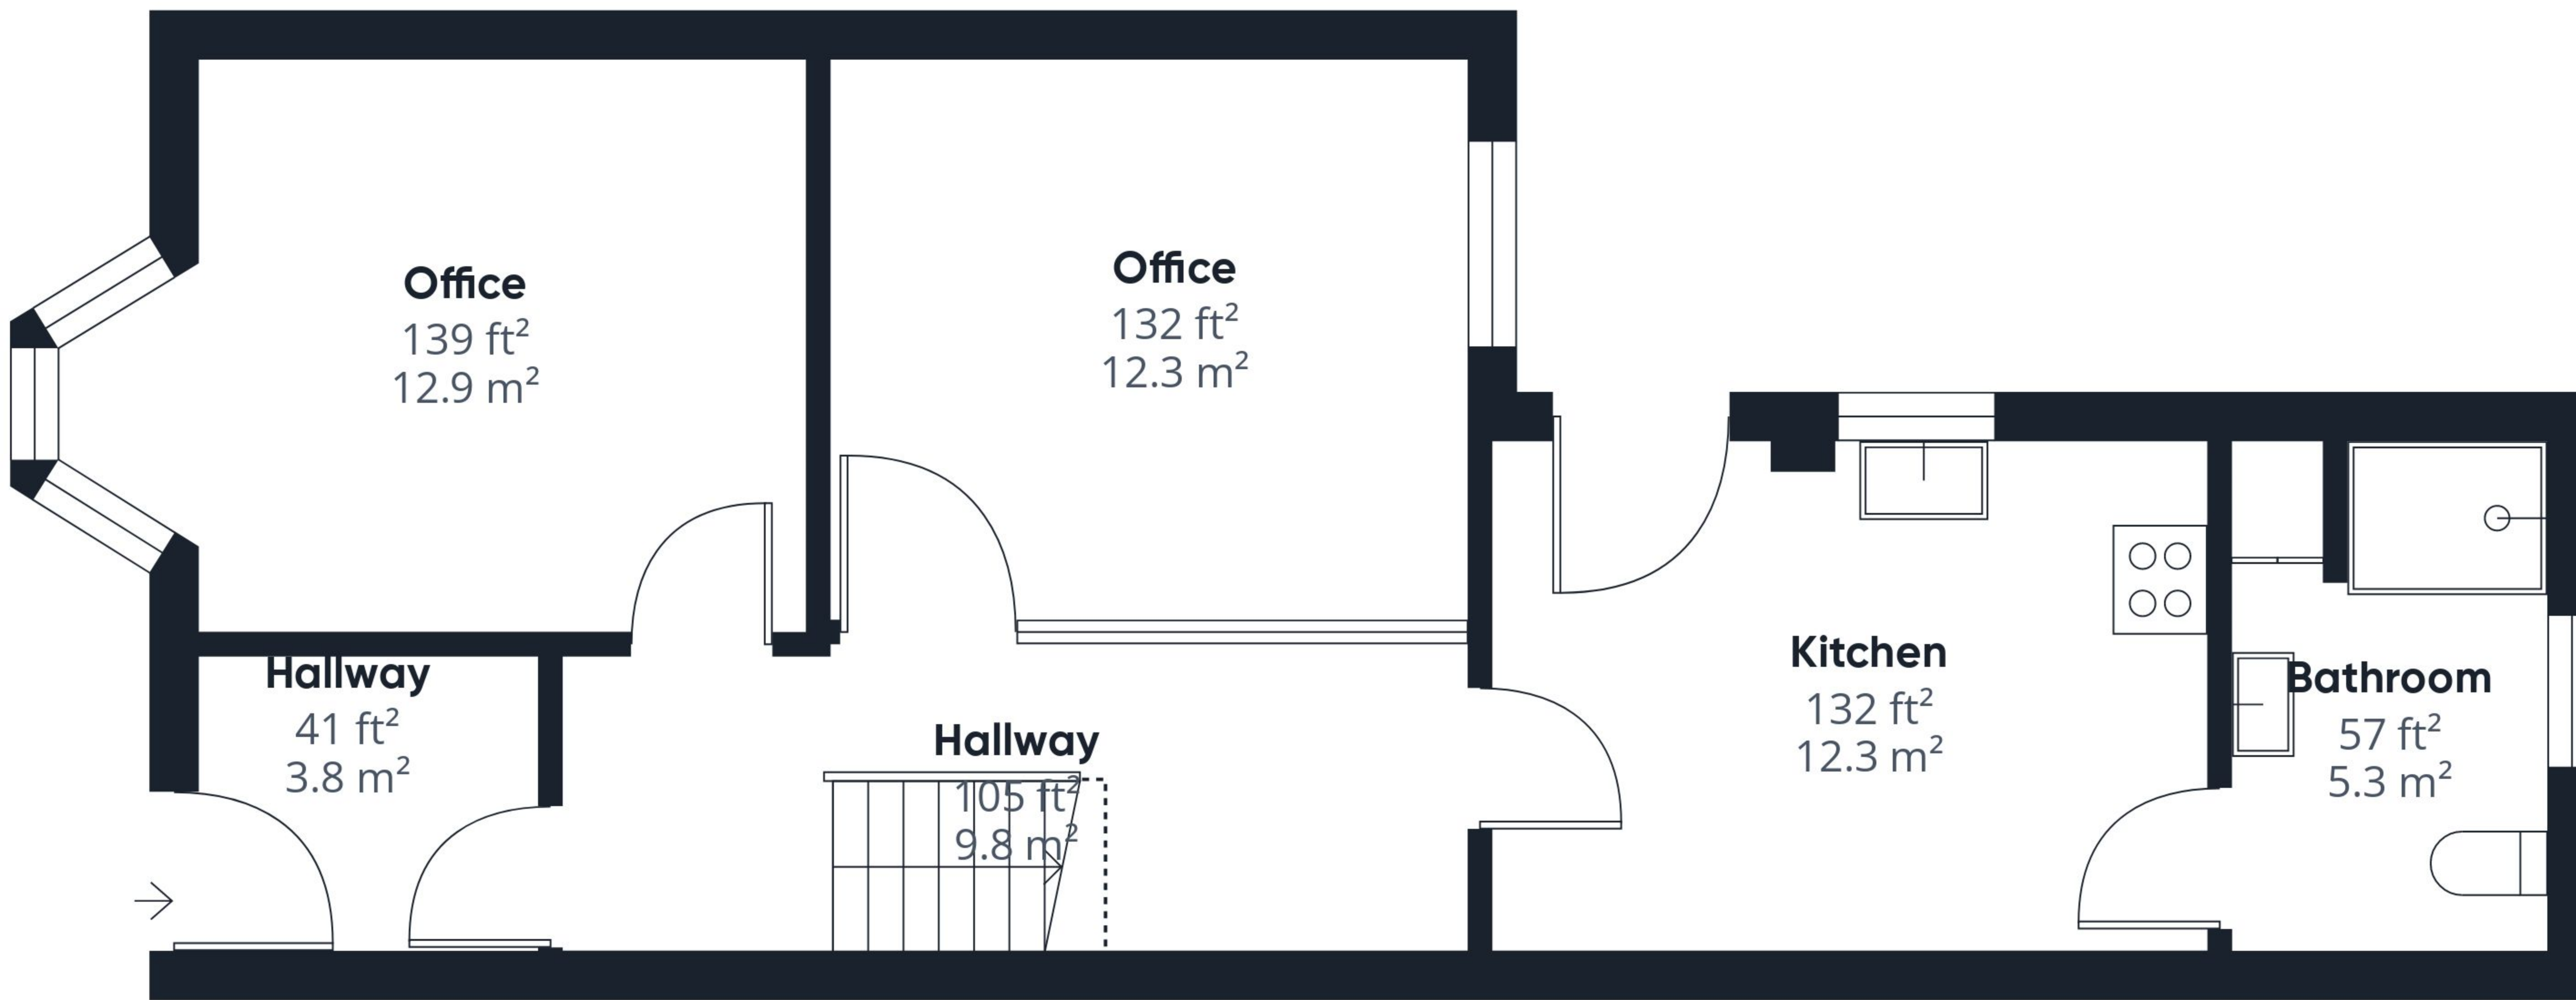 Office
139 ft²
12.9 m²
Office
132 ft²
12.3 m²
Hallway
41 ft²
3.8 m²
Hallway
105 ft²
9.8 m²
Kitchen
132 ft²
12.3 m²
Bathroom
57 ft²
5.3 m²